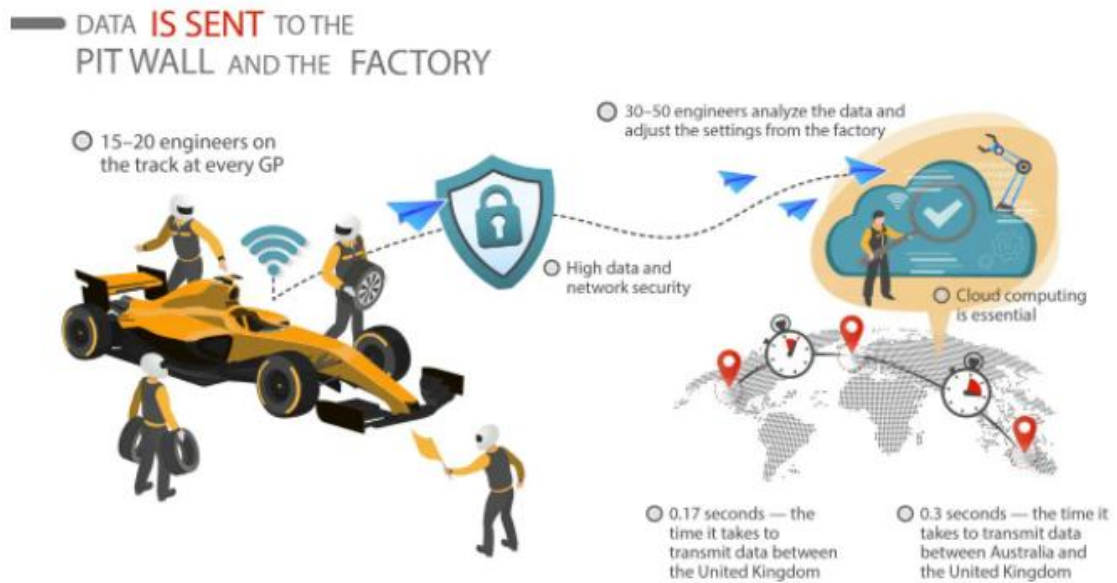 DATA IS SENT TO THE
PIT WALL AND THE FACTORY
15–20 engineers on
the track at every GP
30–50 engineers analyze the data and
adjust the settings from the factory
High data and
network security
Cloud computing
is essential
0.17 seconds — the
time it takes to
transmit data between
the United Kingdom
0.3 seconds — the time it
takes to transmit data
between Australia and
the United Kingdom